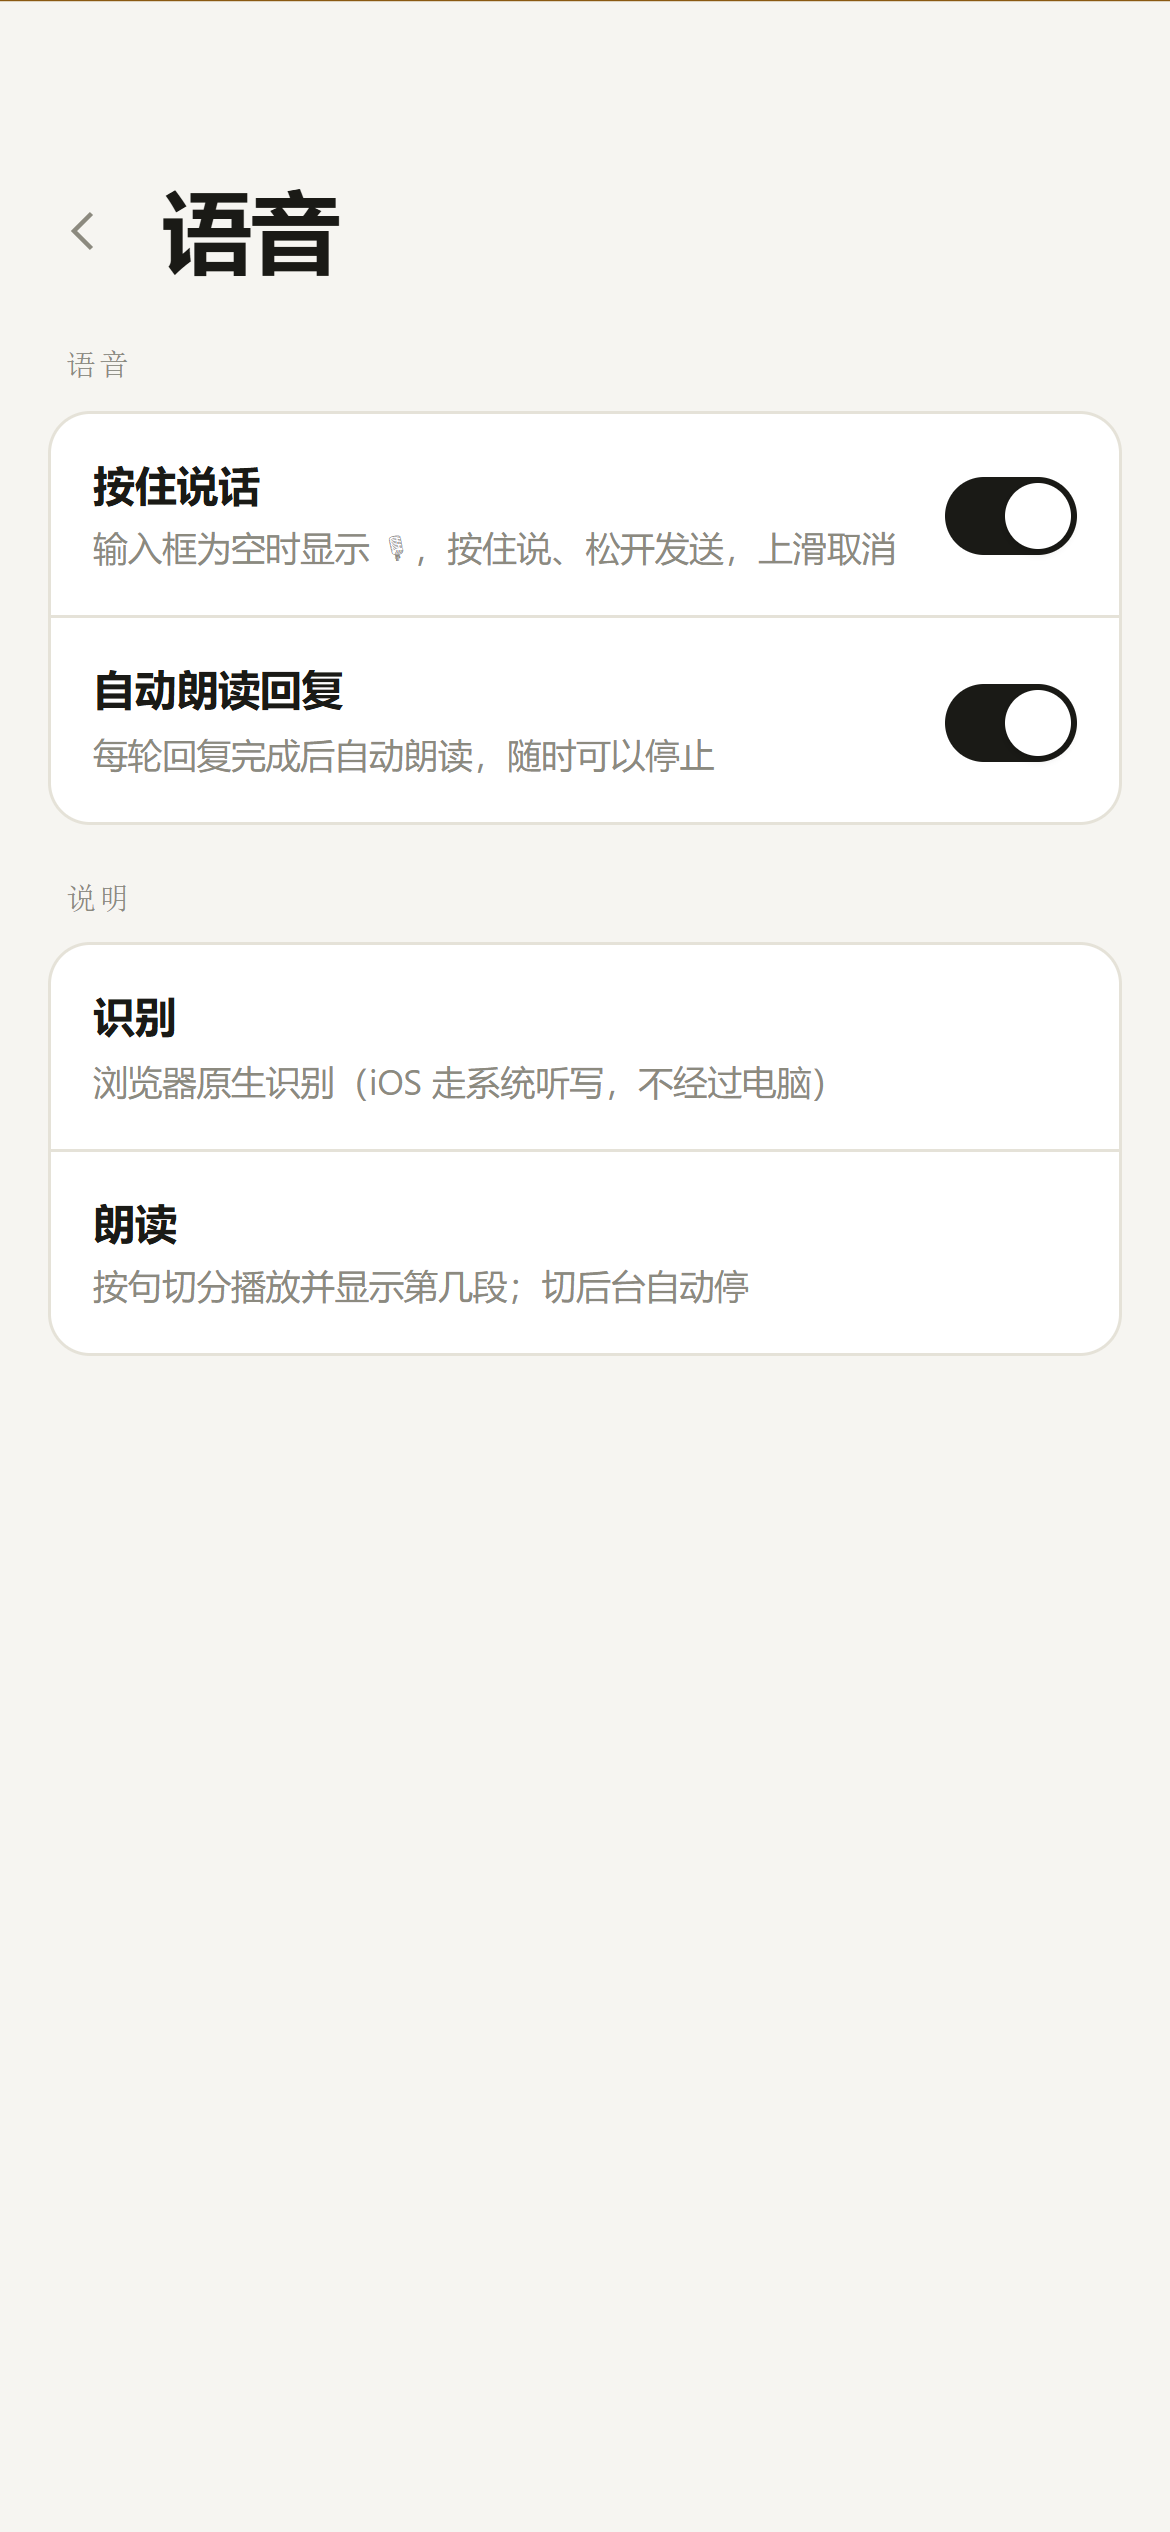 语音
语音
按住说话
输入框为空时显示 🎙，按住说、松开发送，上滑取消
自动朗读回复
每轮回复完成后自动朗读，随时可以停止
说明
识别
浏览器原生识别（iOS 走系统听写，不经过电脑）
朗读
按句切分播放并显示第几段；切后台自动停